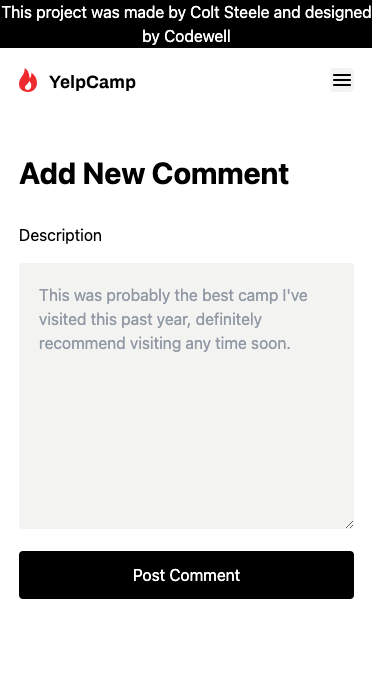 This project was made by Colt Steele and designed
by Codewell
YelpCamp
Add New Comment
Description
This was probably the best camp I've
visited this past year, definitely
recommend visiting any time soon.
Post Comment